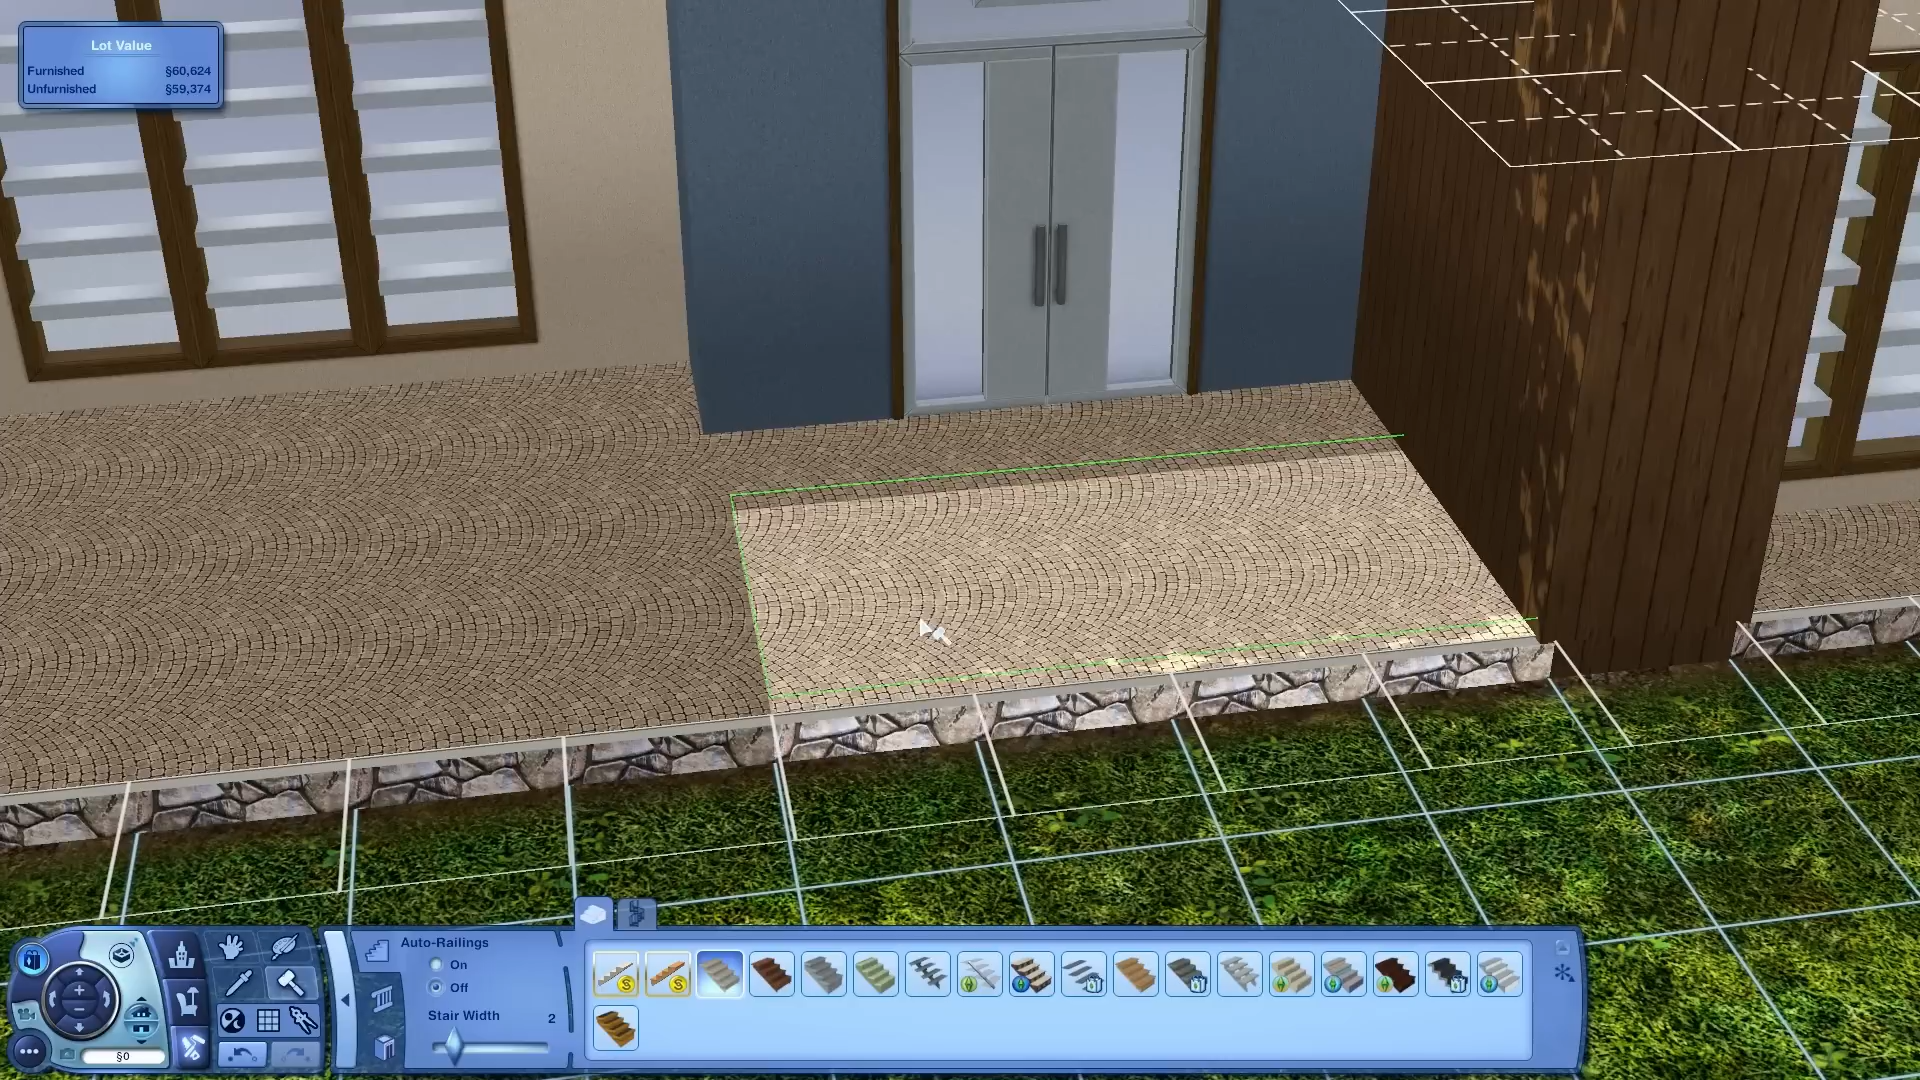 Lot Value
Furnished §60,624
Unfurnished §59,374
Auto-Railings
On
Off
Stair Width 2
§0